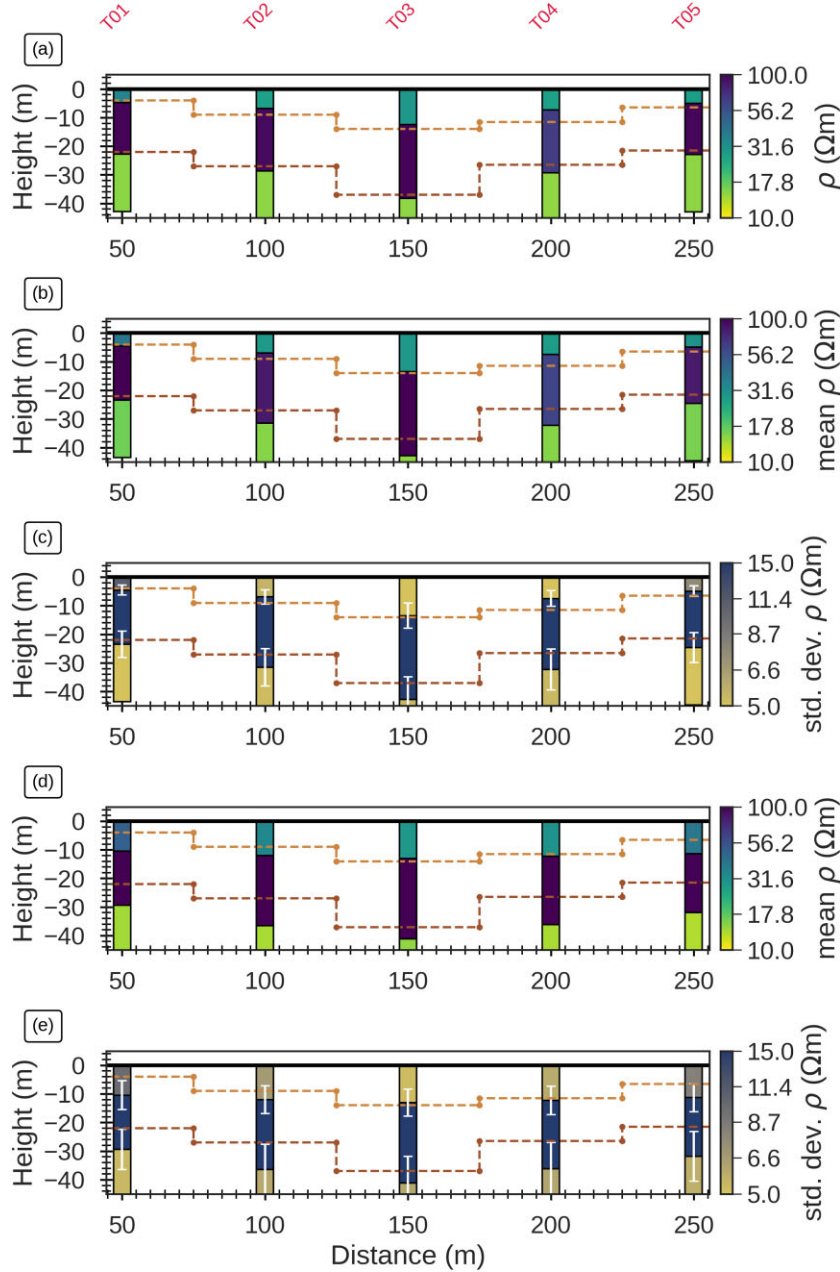 T01 T02 T03 T04 T05
(a)
Height (m)
0
−10
−20
−30
−40
50 100 150 200 250
100.0
56.2
31.6
17.8
10.0
ρ (Ωm)
(b)
Height (m)
0
−10
−20
−30
−40
50 100 150 200 250
100.0
56.2
31.6
17.8
10.0
mean ρ (Ωm)
(c)
Height (m)
0
−10
−20
−30
−40
50 100 150 200 250
15.0
11.4
8.7
6.6
5.0
std. dev. ρ (Ωm)
(d)
Height (m)
0
−10
−20
−30
−40
50 100 150 200 250
100.0
56.2
31.6
17.8
10.0
mean ρ (Ωm)
(e)
Height (m)
0
−10
−20
−30
−40
50 100 150 200 250
Distance (m)
15.0
11.4
8.7
6.6
5.0
std. dev. ρ (Ωm)